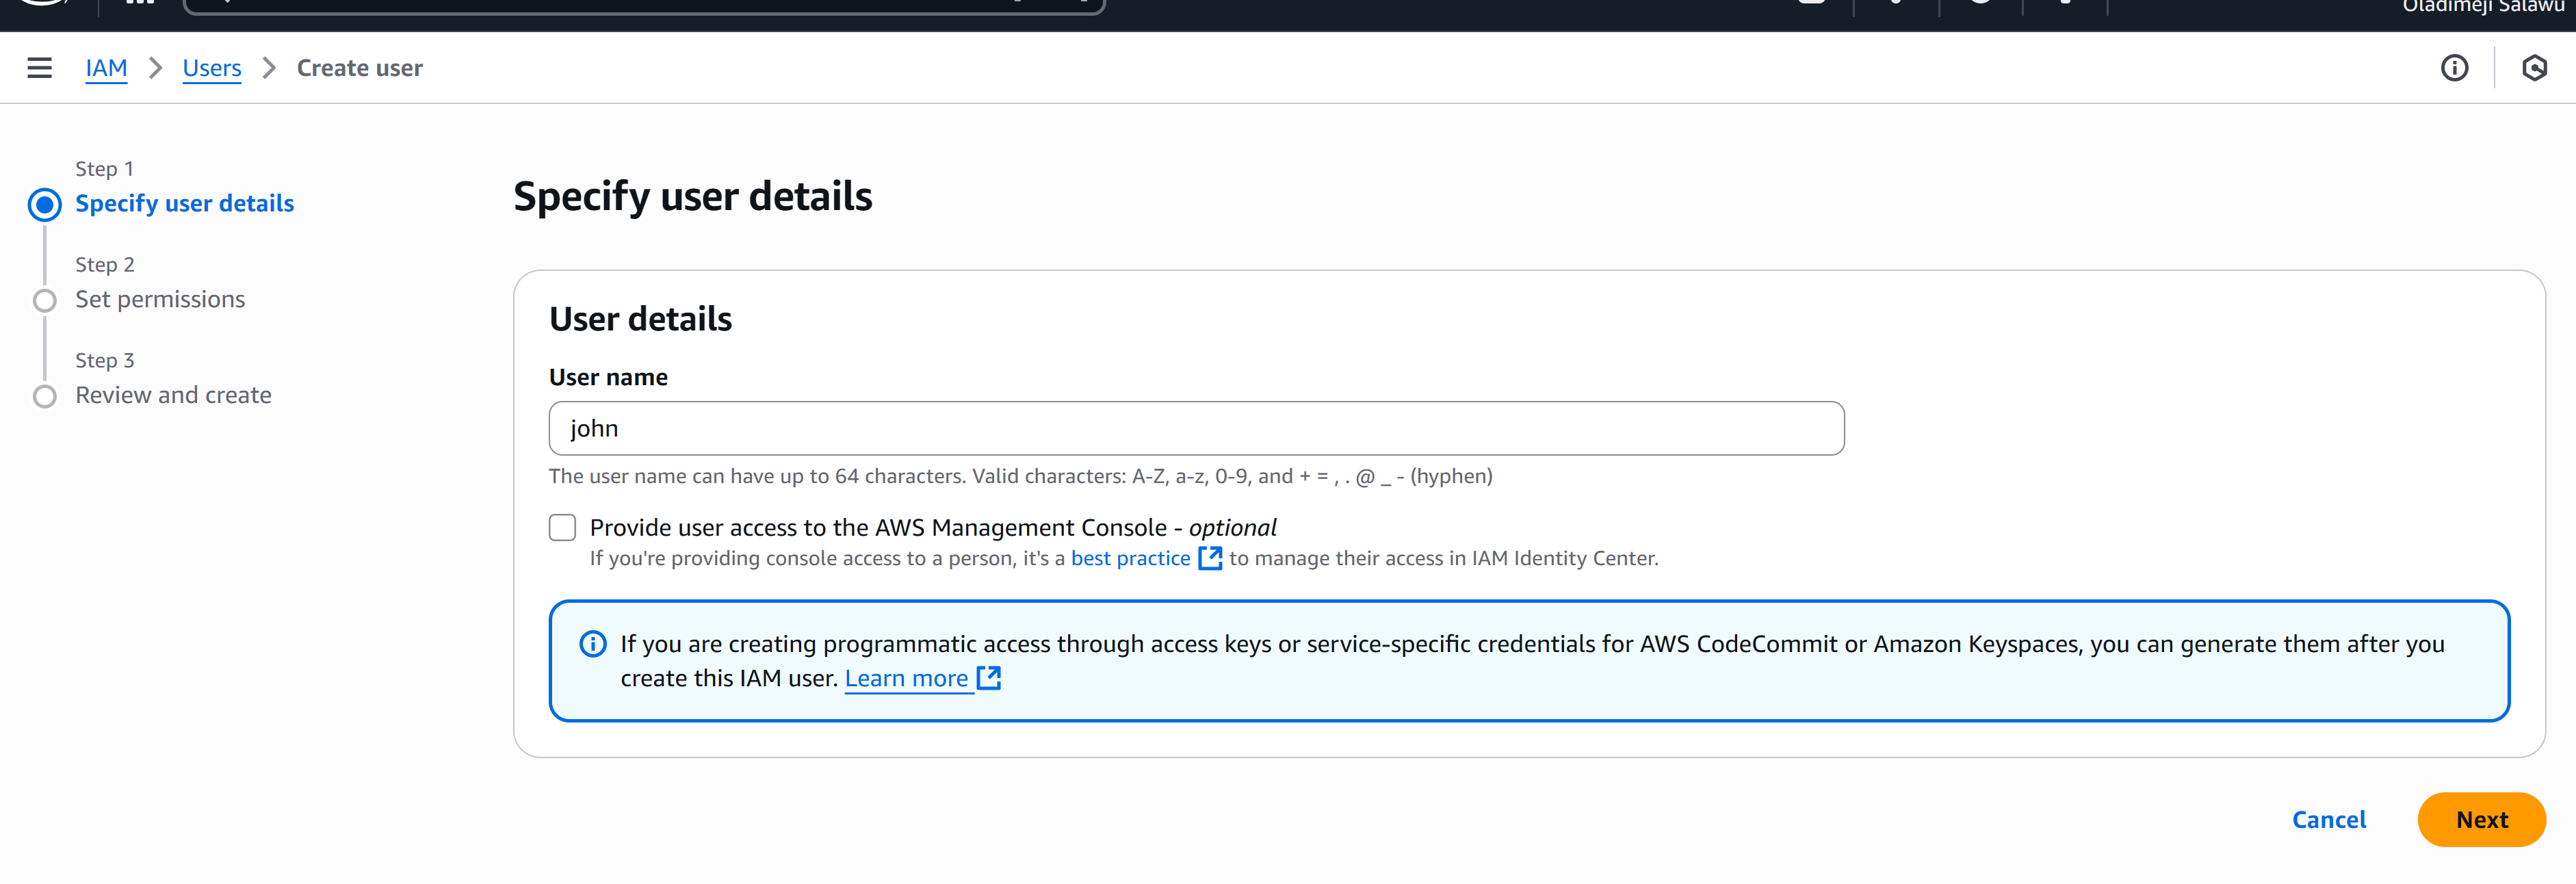 Oladimeji Salawu
IAM > Users > Create user
Step 1
Specify user details
Step 2
Set permissions
Step 3
Review and create
Specify user details
User details
User name
john
The user name can have up to 64 characters. Valid characters: A-Z, a-z, 0-9, and + = , . @ _ - (hyphen)
Provide user access to the AWS Management Console - optional
If you're providing console access to a person, it's a best practice to manage their access in IAM Identity Center.
If you are creating programmatic access through access keys or service-specific credentials for AWS CodeCommit or Amazon Keyspaces, you can generate them after you
create this IAM user. Learn more
Cancel
Next